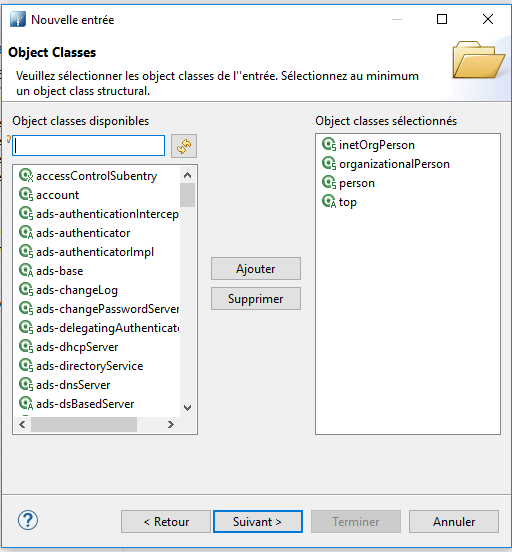 Nouvelle entrée
Object Classes
Veuillez sélectionner les object classes de l''entrée. Sélectionnez au minimum
un object class structural.
Object classes disponibles
accessControlSubentry
account
ads-authenticationIntercep
ads-authenticator
ads-authenticatorImpl
ads-base
ads-changeLog
ads-changePasswordServer
ads-delegatingAuthenticato
ads-dhcpServer
ads-directoryService
ads-dnsServer
ads-dsBasedServer
Ajouter
Supprimer
Object classes sélectionnés
inetOrgPerson
organizationalPerson
person
top
?
< Retour
Suivant >
Terminer
Annuler